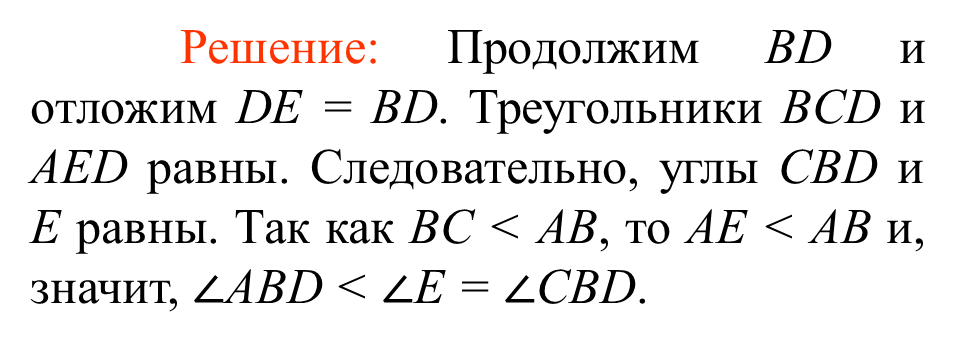 Решение: Продолжим BD и
отложим DE = BD. Треугольники BCD и
AED равны. Следовательно, углы CBD и
E равны. Так как BC < AB, то AE < AB и,
значит, ∠ABD < ∠E = ∠CBD.